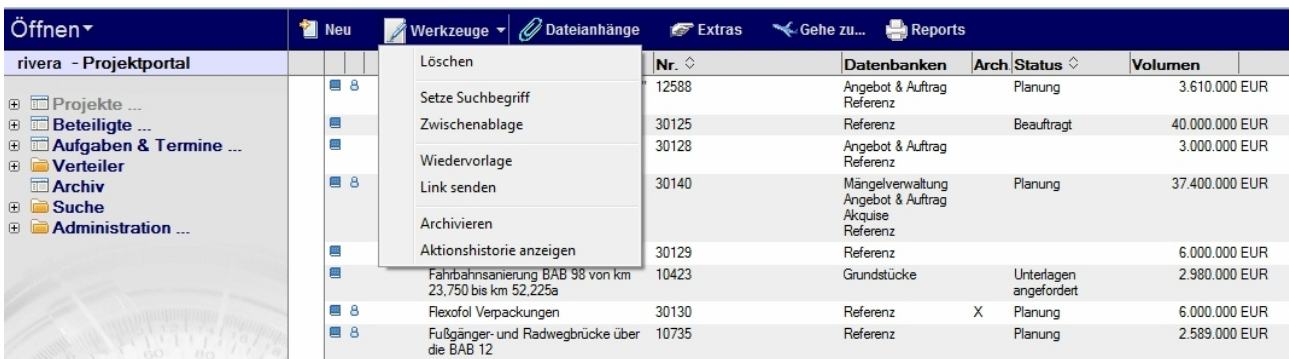 Öffnen Neu Werkzeuge Dateianhänge Extras Gehe zu... Reports
rivera - Projektportal
Projekte ...
Beteiligte ...
Aufgaben & Termine ...
Verteiler
Archiv
Suche
Administration ...
Löschen
Setze Suchbegriff
Zwischenablage
Wiedervorlage
Link senden
Archivieren
Aktionshistorie anzeigen
Nr. Datenbanken Arch. Status Volumen
12588 Angebot & Auftrag Planung 3.610.000 EUR
Referenz
30125 Referenz Beauftragt 40.000.000 EUR
30128 Angebot & Auftrag 3.000.000 EUR
Referenz
30140 Mängelverwaltung Planung 37.400.000 EUR
Angebot & Auftrag
Akquise
Referenz
30129 Referenz 6.000.000 EUR
Fahrbahnsanierung BAB 98 von km 10423 Grundstücke Unterlagen 2.980.000 EUR
23,750 bis km 52,225a angefordert
Flexofol Verpackungen 30130 Referenz X Planung 6.000.000 EUR
Fußgänger- und Radwegbrücke über 10735 Referenz Planung 2.589.000 EUR
die BAB 12